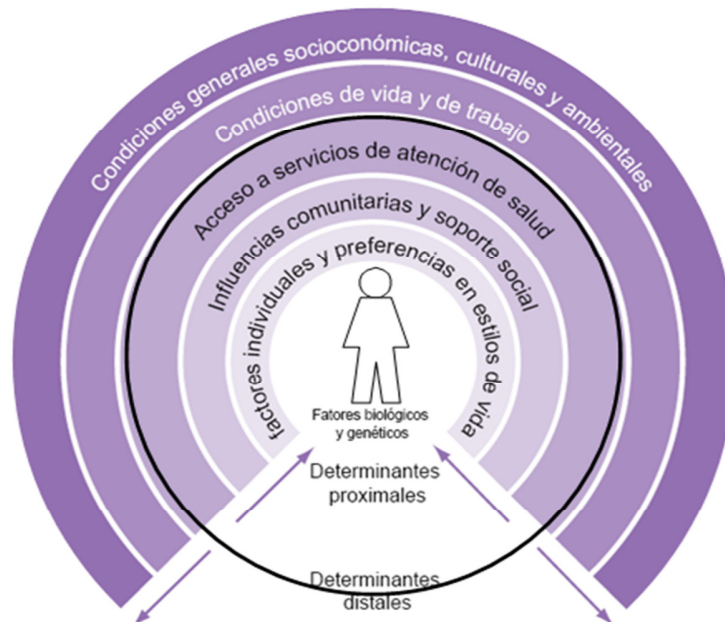 Condiciones generales socioconómicas, culturales y ambientales
Condiciones de vida y de trabajo
Acceso a servicios de atención de salud
Influencias comunitarias y soporte social
factores individuales y preferencias en estilos de vida
Fatores biológicos
y genéticos
Determinantes
proximales
Determinantes
distales